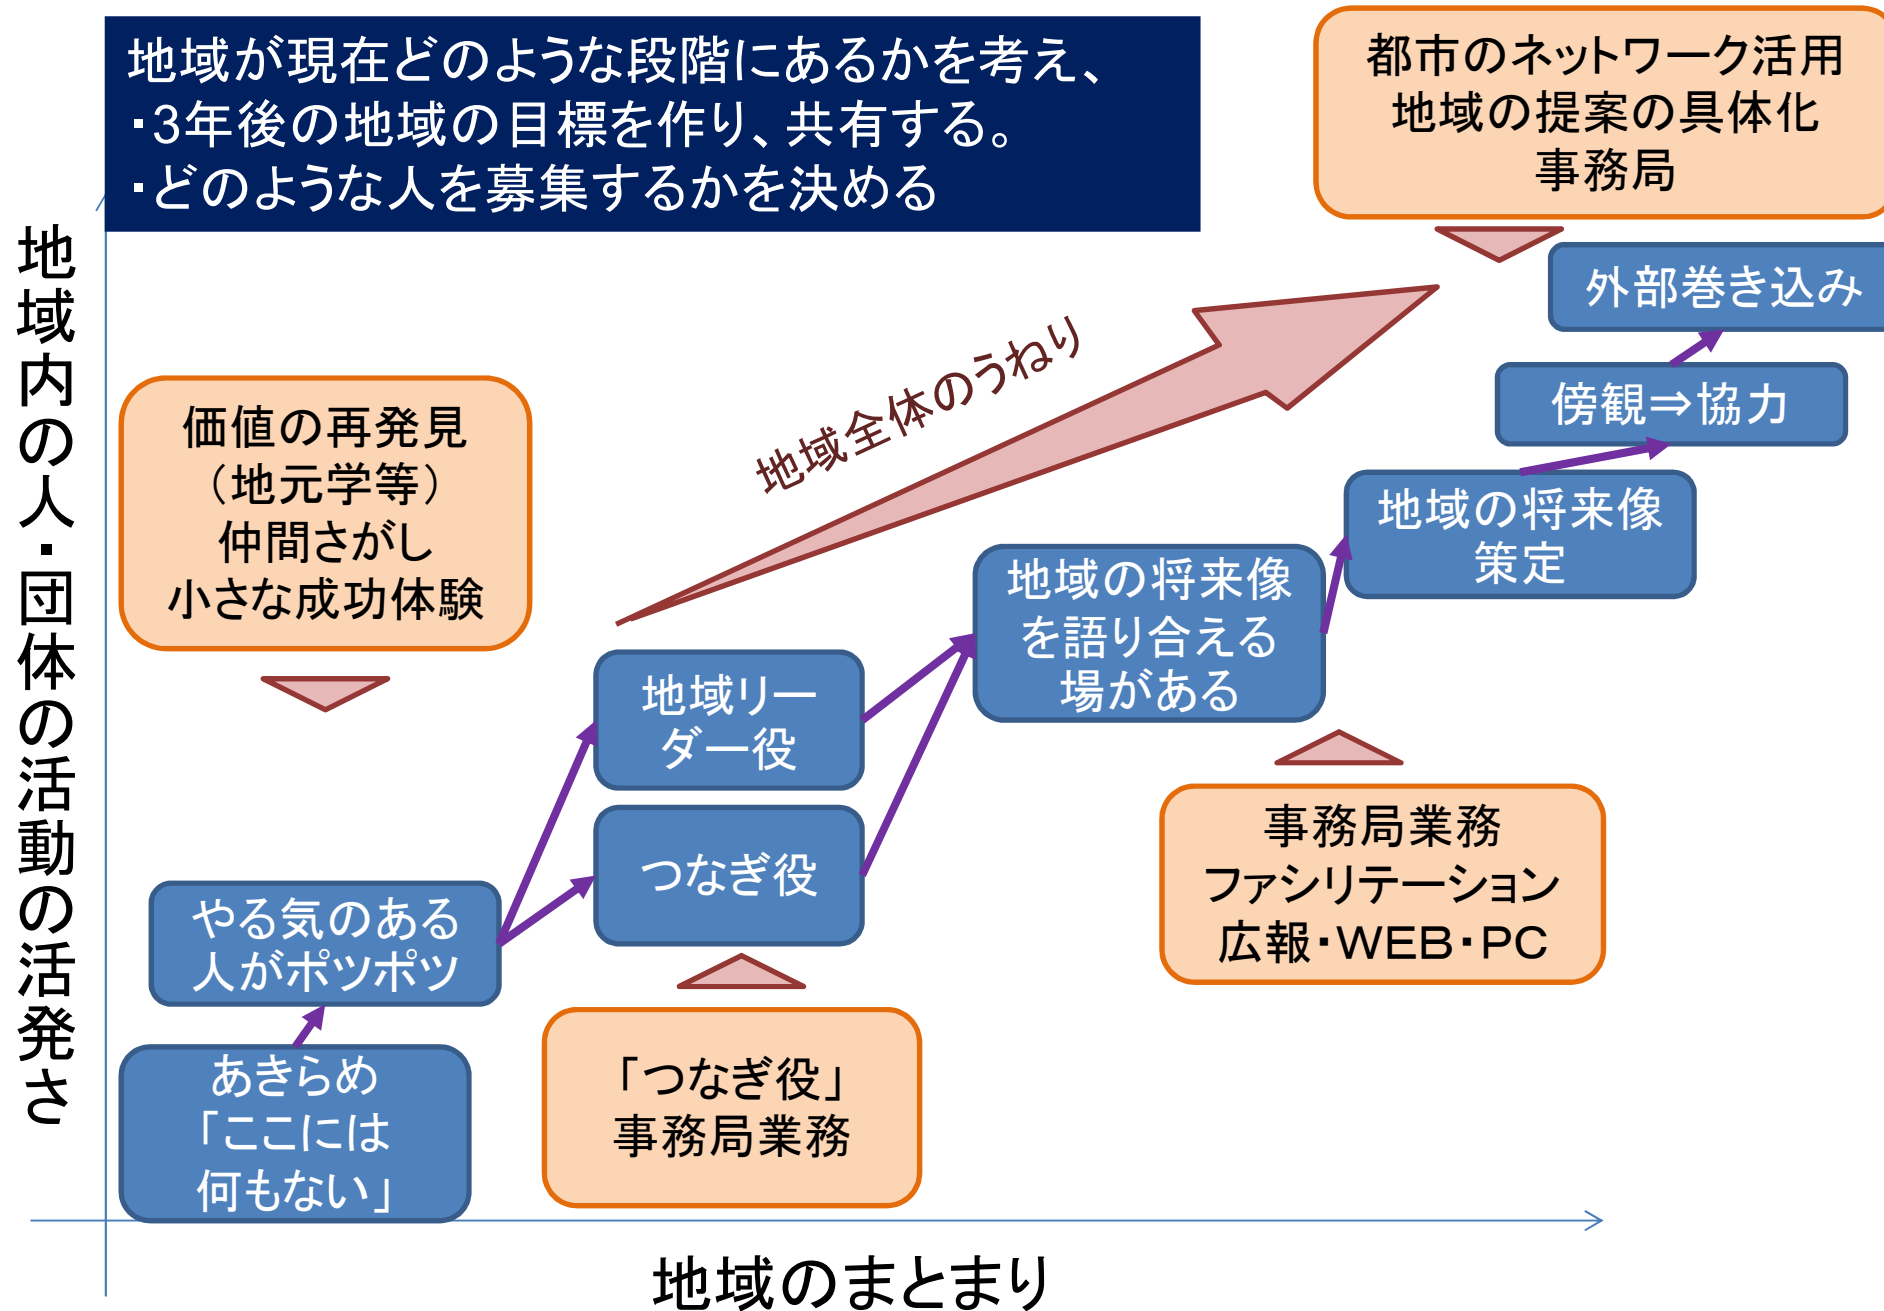 地域が現在どのような段階にあるかを考え、
・3年後の地域の目標を作り、共有する。
・どのような人を募集するかを決める
都市のネットワーク活用
地域の提案の具体化
事務局
外部巻き込み
傍観⇒協力
地域の将来像
策定
地域全体のうねり
地域の将来像
を語り合える
場がある
価値の再発見
（地元学等）
仲間さがし
小さな成功体験
地域リー
ダー役
つなぎ役
事務局業務
ファシリテーション
広報・WEB・PC
やる気のある
人がポツポツ
あきらめ
「ここには
何もない」
「つなぎ役」
事務局業務
地域内の人・団体の活動の活発さ
地域のまとまり